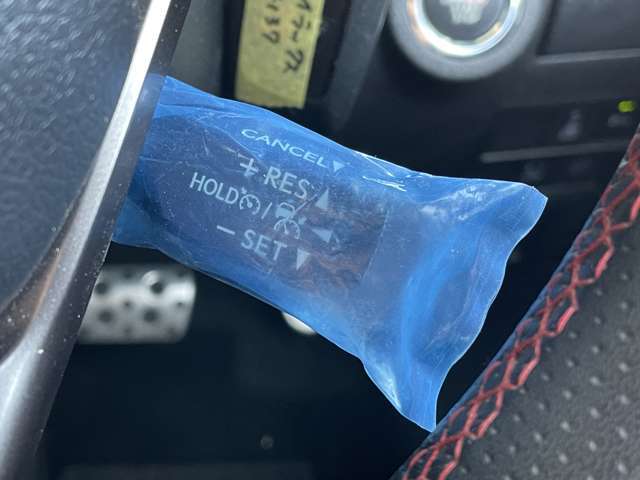 CANCEL▼
+RES▲
HOLD / ◀
−SET▼